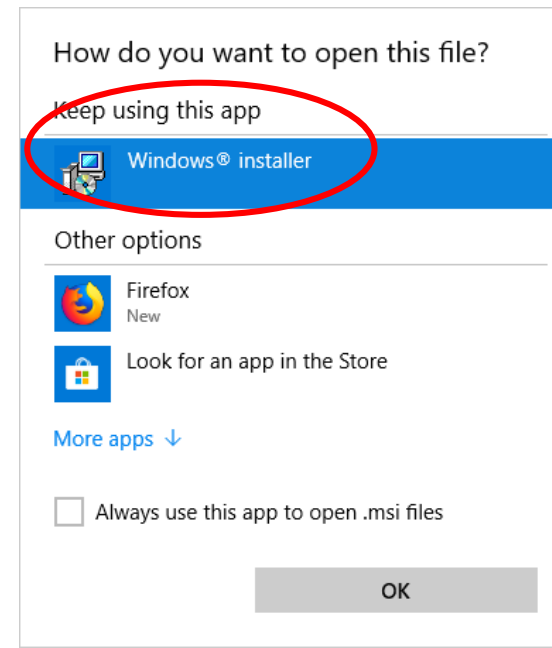 How do you want to open this file?
Keep using this app
Windows® installer
Other options
Firefox
New
Look for an app in the Store
More apps ↓
Always use this app to open .msi files
OK